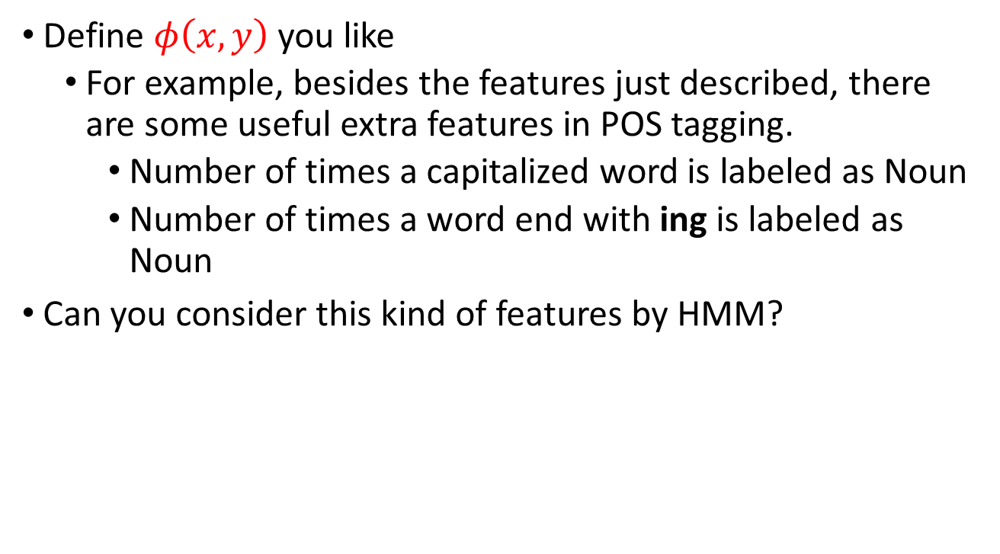 • Define ϕ(x, y) you like
• For example, besides the features just described, there
are some useful extra features in POS tagging.
• Number of times a capitalized word is labeled as Noun
• Number of times a word end with ing is labeled as
Noun
• Can you consider this kind of features by HMM?